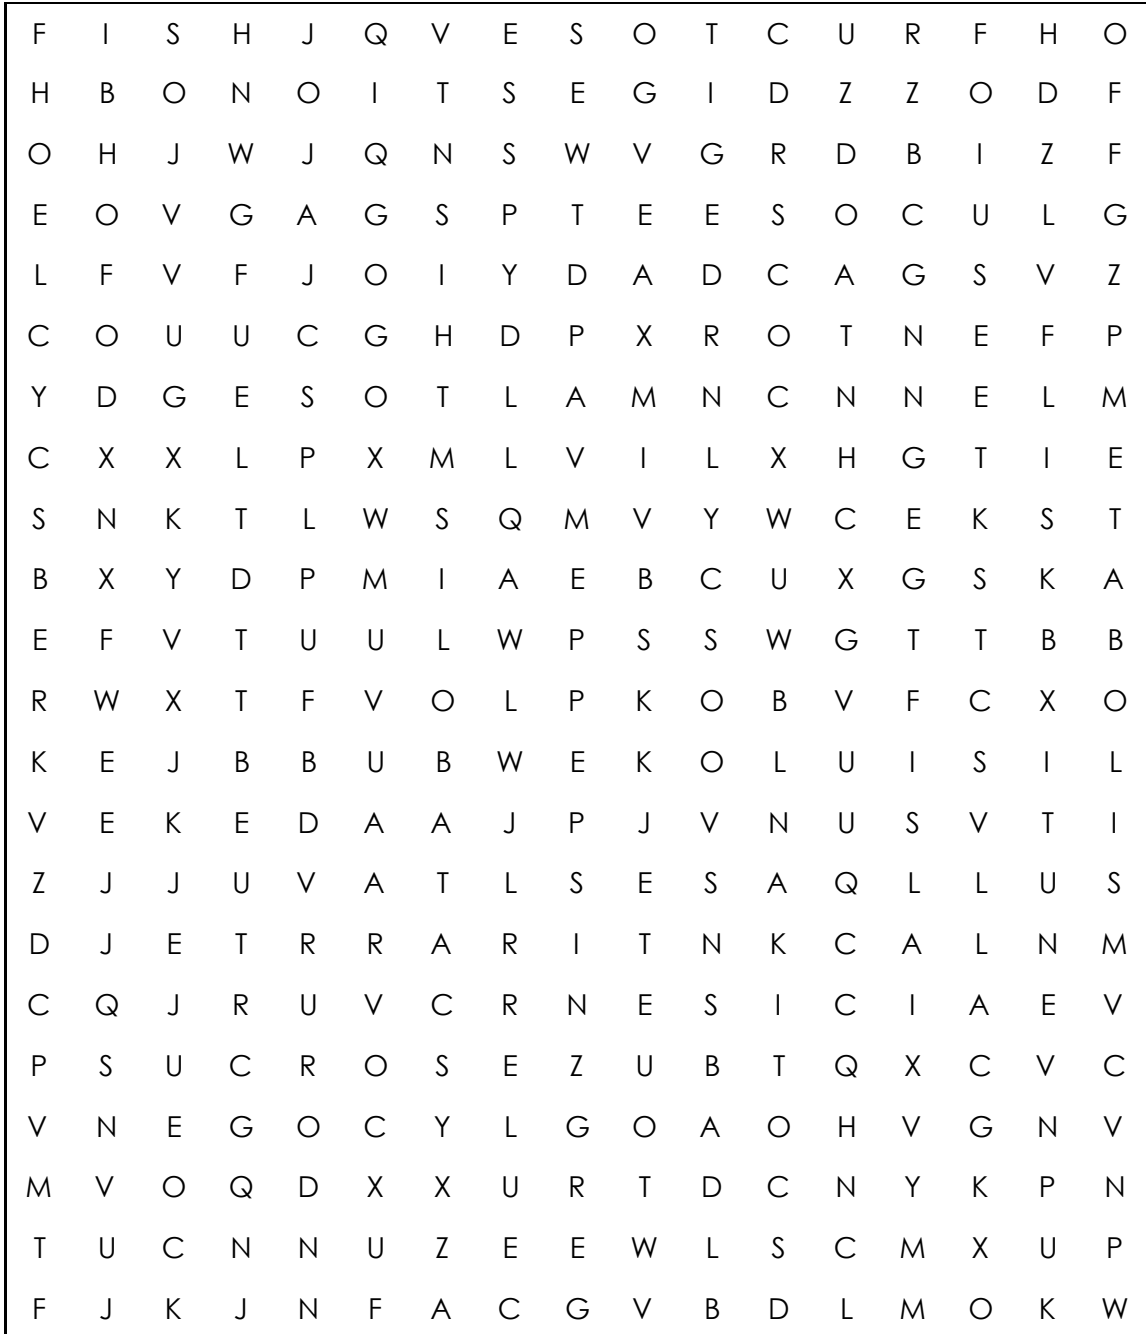 F I S H J Q V E S O T C U R F H O
H B O N O I T S E G I D Z Z O D F
O H J W J Q N S W V G R D B I Z F
E O V G A G S P T E E S O C U L G
L F V F J O I Y D A D C A G S V Z
C O U U C G H D P X R O T N E F P
Y D G E S O T L A M N C N N E L M
C X X L P X M L V I L X H G T I E
S N K T L W S Q M V Y W C E K S T
B X Y D P M I A E B C U X G S K A
E F V T U U L W P S S W G T T B B
R W X T F V O L P K O B V F C X O
K E J B B U B W E K O L U I S I L
V E K E D A A J P J V N U S V T I
Z J J U V A T L S E S A Q L L U S
D J E T R R A R I T N K C A L N M
C Q J R U V C R N E S I C I A E V
P S U C R O S E Z U B T Q X C V C
V N E G O C Y L G O A O H V G N V
M V O Q D X X U R T D C N Y K P N
T U C N N U Z E E W L S C M X U P
F J K J N F A C G V B D L M O K W